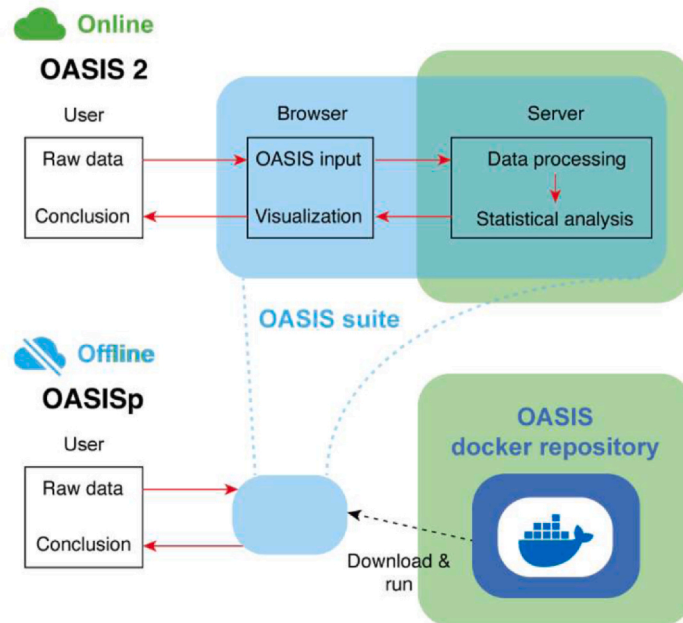 Online
OASIS 2
User
Browser
Server
Raw data
OASIS input
Data processing
Conclusion
Visualization
Statistical analysis
OASIS suite
Offline
OASISp
User
Raw data
Conclusion
OASIS
docker repository
Download &
run